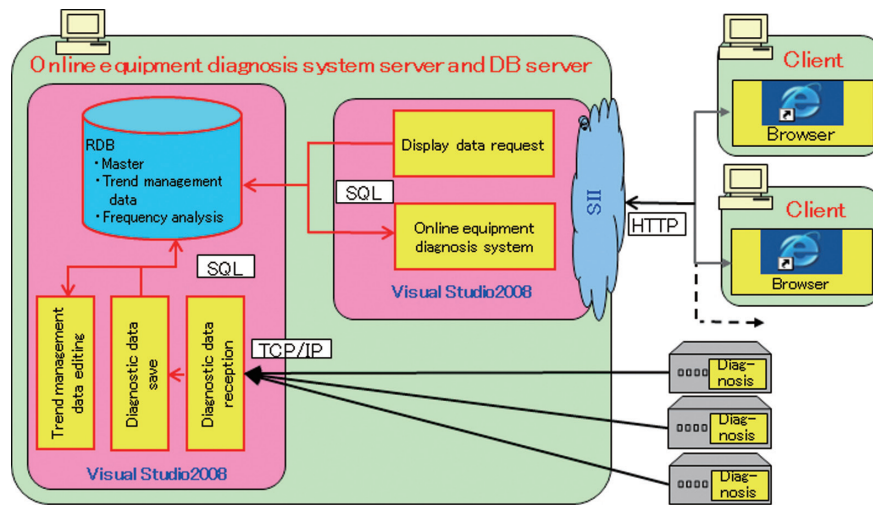 Online equipment diagnosis system server and DB server
RDB
・Master
・Trend management
data
・Frequency analysis
SQL
Trend management
data editing
Diagnostic data
save
Diagnostic data
reception
Visual Studio2008
Display data request
SQL
Online equipment
diagnosis system
Visual Studio2008
IIS
HTTP
TCP/IP
Client
Browser
Client
Browser
Diag-
nosis
Diag-
nosis
Diag-
nosis